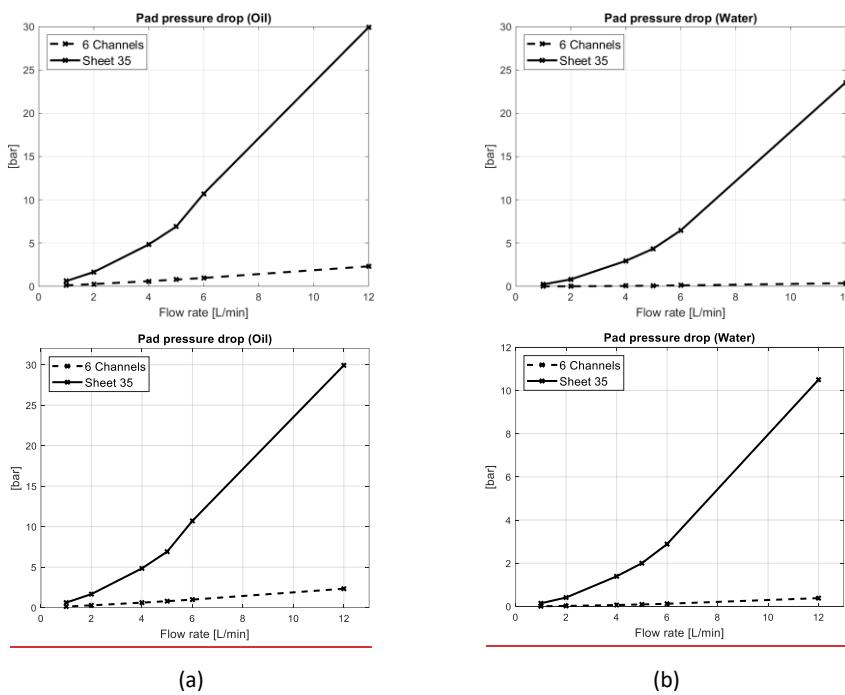 Pad pressure drop (Oil)
30
25
20
15
10
5
0
[bar]
6 Channels
Sheet 35
0 2 4 6 8 10 12
Flow rate [L/min]
Pad pressure drop (Water)
30
25
20
15
10
5
0
[bar]
6 Channels
Sheet 35
0 2 4 6 8 10
Flow rate [L/min]
Pad pressure drop (Oil)
30
25
20
15
10
5
0
[bar]
6 Channels
Sheet 35
0 2 4 6 8 10 12
Flow rate [L/min]
Pad pressure drop (Water)
12
10
8
6
4
2
0
[bar]
6 Channels
Sheet 35
0 2 4 6 8 10 12
Flow rate [L/min]
(a)
(b)